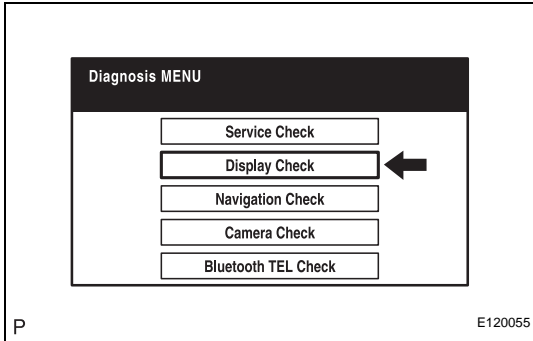 Diagnosis MENU
Service Check
Display Check
Navigation Check
Camera Check
Bluetooth TEL Check
P
E120055